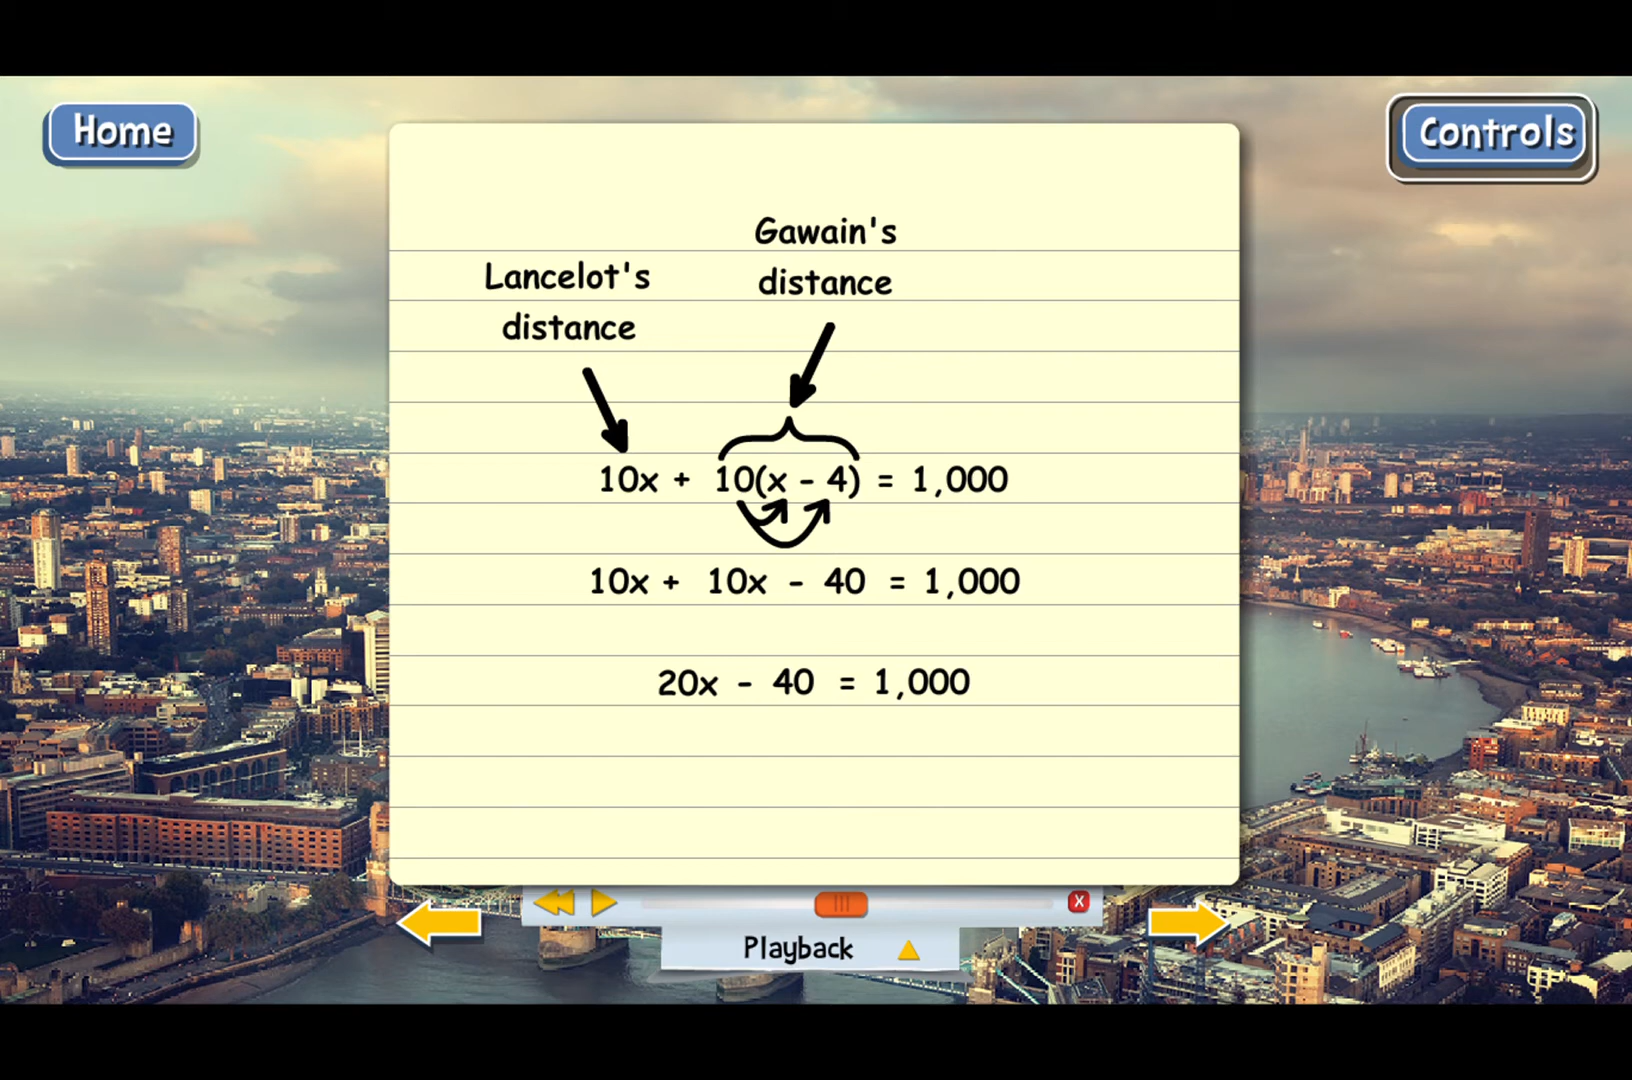 Home
Controls
Gawain's
distance
Lancelot's
distance
10x + 10(x - 4) = 1,000
10x + 10x - 40 = 1,000
20x - 40 = 1,000
X
Playback